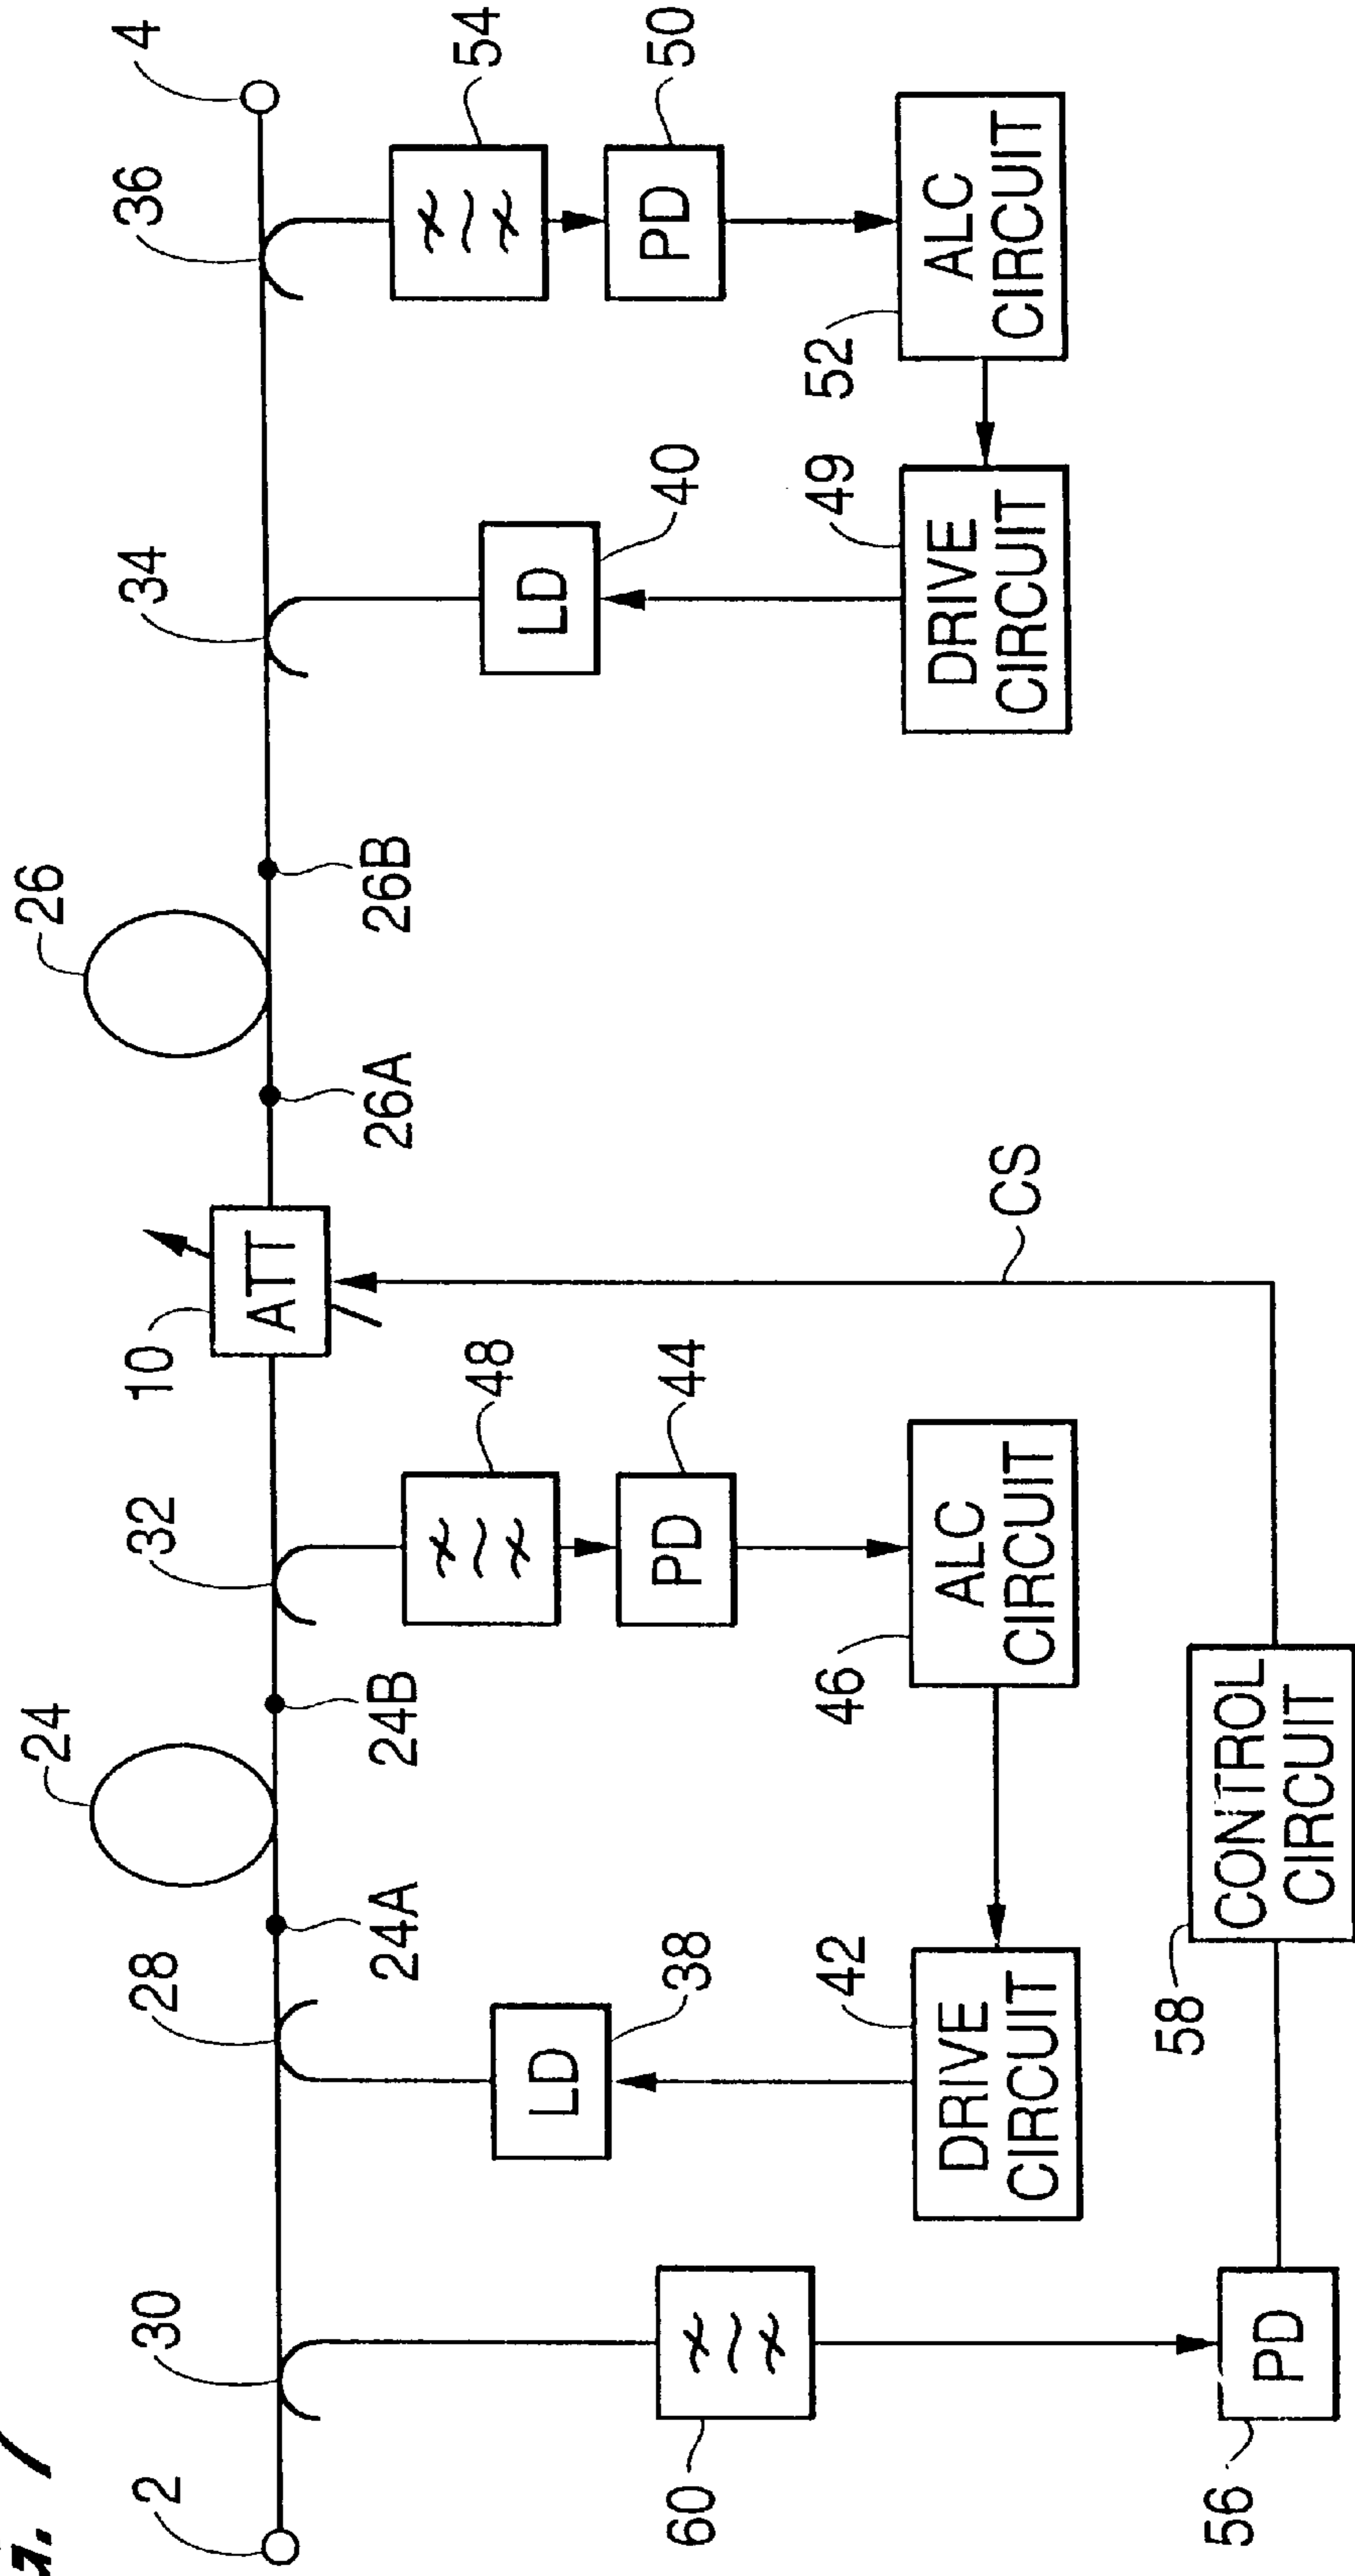 4
36
54
PD
50
ALC
CIRCUIT
52
34
LD
40
DRIVE
CIRCUIT
49
26
26B
26A
10
ATT
CS
32
48
PD
44
ALC
CIRCUIT
46
24
24B
24A
28
LD
38
DRIVE
CIRCUIT
42
CONTROL
CIRCUIT
58
30
60
PD
56
2